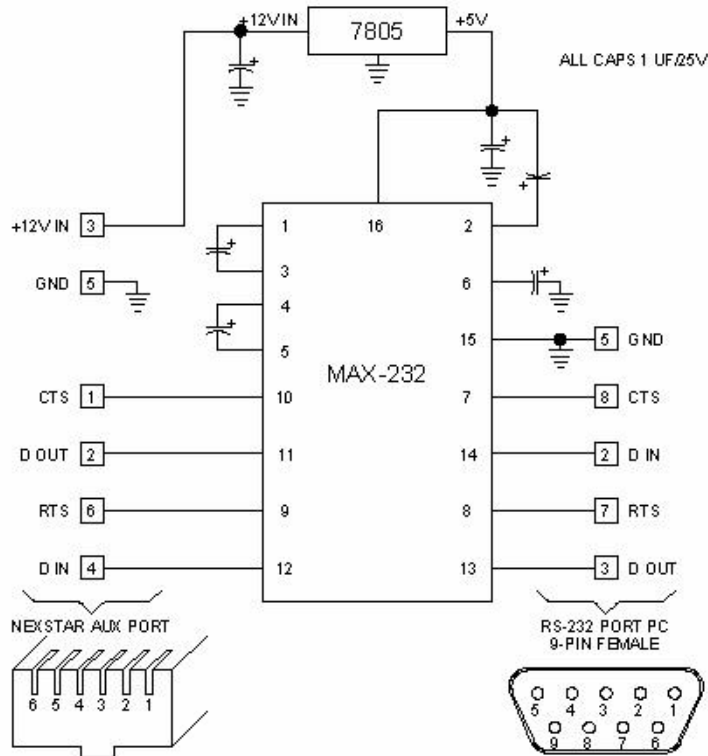 +12V IN 7805 +5V
ALL CAPS 1 UF/25V
+
+
+
+
+12V IN 3 1 16 2
+
3
GND 5 6 +
4
+
5 15 5 GND
MAX-232
CTS 1 10 7 8 CTS
D OUT 2 11 14 2 D IN
RTS 6 9 8 7 RTS
D IN 4 12 13 3 D OUT
NEXSTAR AUX PORT
RS-232 PORT PC
9-PIN FEMALE
6 5 4 3 2 1
5 4 3 2 1
9 8 7 6